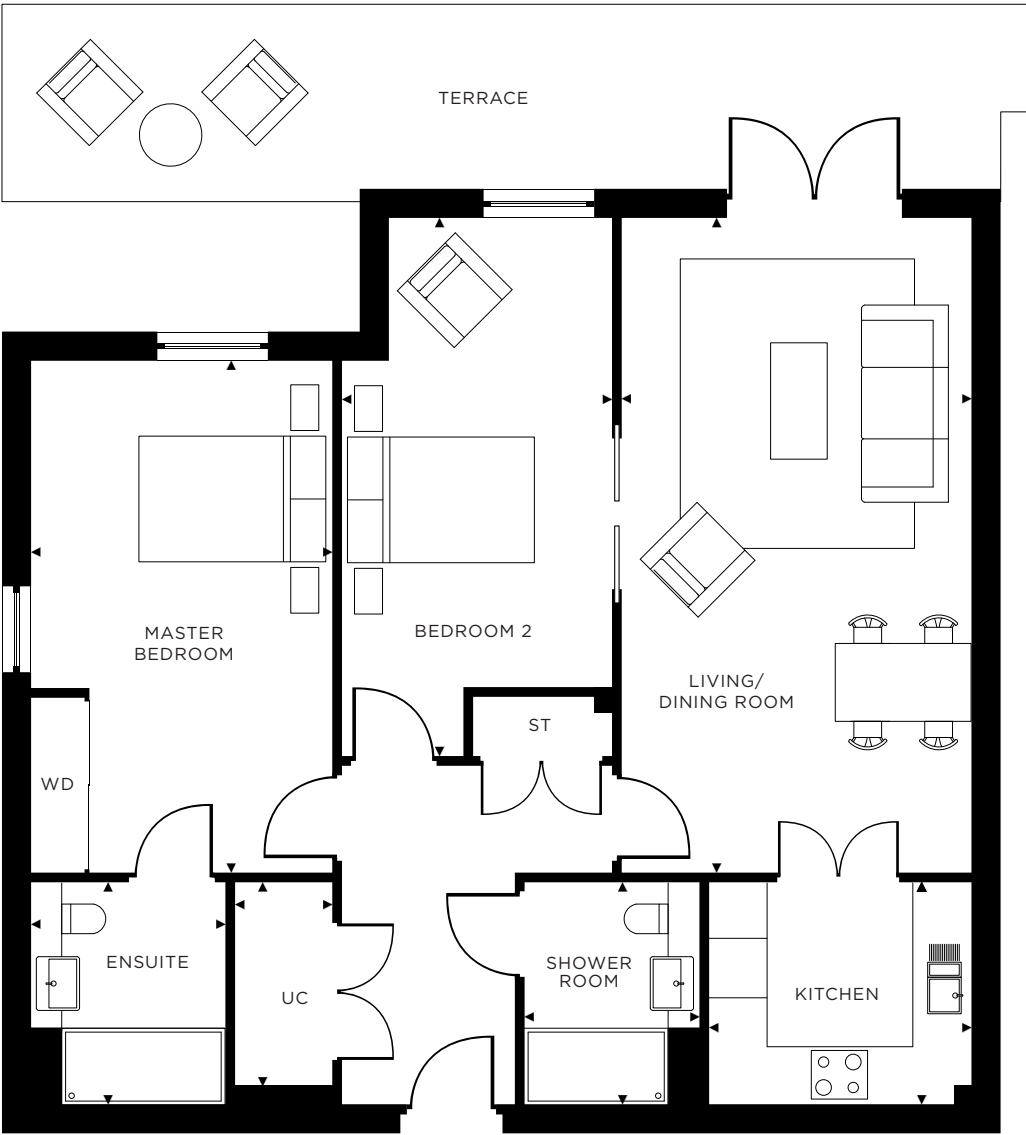 TERRACE
MASTER
BEDROOM
BEDROOM 2
LIVING/
DINING ROOM
ST
WD
ENSUITE
UC
SHOWER
ROOM
KITCHEN